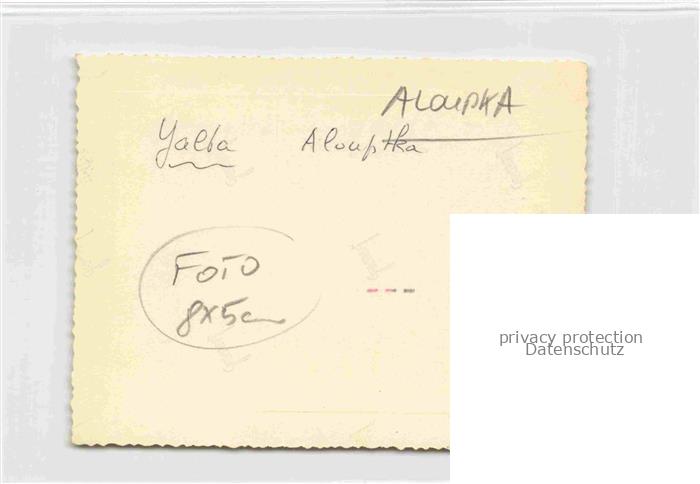 ALOUPKA
Yalta Alouptka
FOTO
8x5cm
privacy protection
Datenschutz